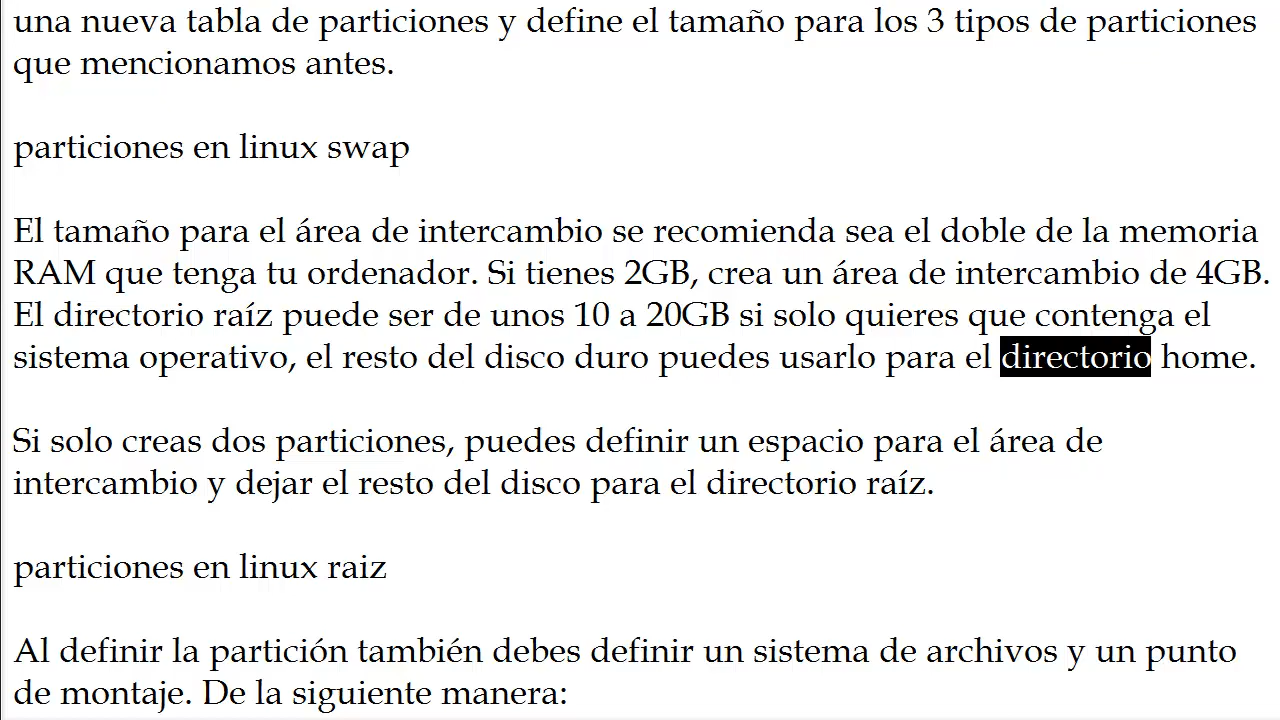 una nueva tabla de particiones y define el tamaño para los 3 tipos de particiones
que mencionamos antes.
particiones en linux swap
El tamaño para el área de intercambio se recomienda sea el doble de la memoria
RAM que tenga tu ordenador. Si tienes 2GB, crea un área de intercambio de 4GB.
El directorio raíz puede ser de unos 10 a 20GB si solo quieres que contenga el
sistema operativo, el resto del disco duro puedes usarlo para el directorio home.
Si solo creas dos particiones, puedes definir un espacio para el área de
intercambio y dejar el resto del disco para el directorio raíz.
particiones en linux raiz
Al definir la partición también debes definir un sistema de archivos y un punto
de montaje. De la siguiente manera: